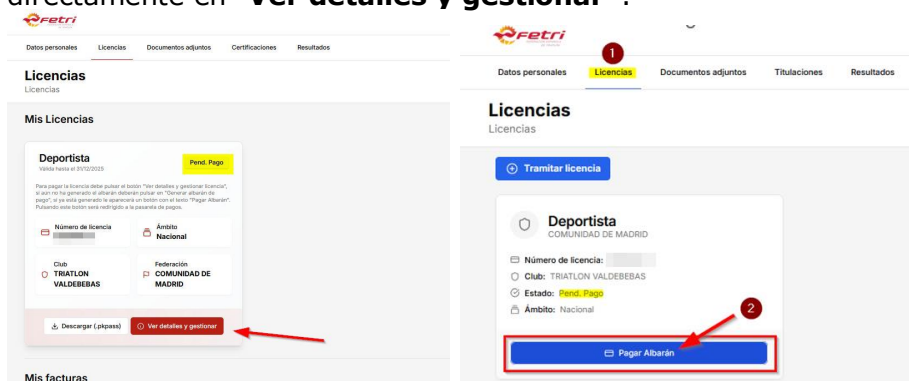 directamente en "Ver detalles y gestionar".
Fetri
Datos personales Licencias Documentos adjuntos Certificaciones Resultados
Licencias
Licencias
Mis Licencias
Deportista
Válida hasta el 31/12/2025
Pend. Pago
Para pagar la licencia debe pulsar el botón "Ver detalles y gestionar licencia",
si aun no ha generado el albarán deberán pulsar en "Generar albarán de
pago", si ya está generado le aparecerá un botón con el texto "Pagar Albarán".
Pulsando este botón será redirigido a la pasarela de pagos.
Número de licencia
Ámbito
Nacional
Club
TRIATLON
VALDEBEBAS
Federación
COMUNIDAD DE
MADRID
Descargar (.pkpass)
Ver detalles y gestionar
Mis facturas
Fetri
1
Datos personales Licencias Documentos adjuntos Titulaciones Resultados
Licencias
Licencias
Tramitar licencia
Deportista
COMUNIDAD DE MADRID
Número de licencia:
Club: TRIATLON VALDEBEBAS
Estado: Pend. Pago
Ámbito: Nacional
2
Pagar Albarán